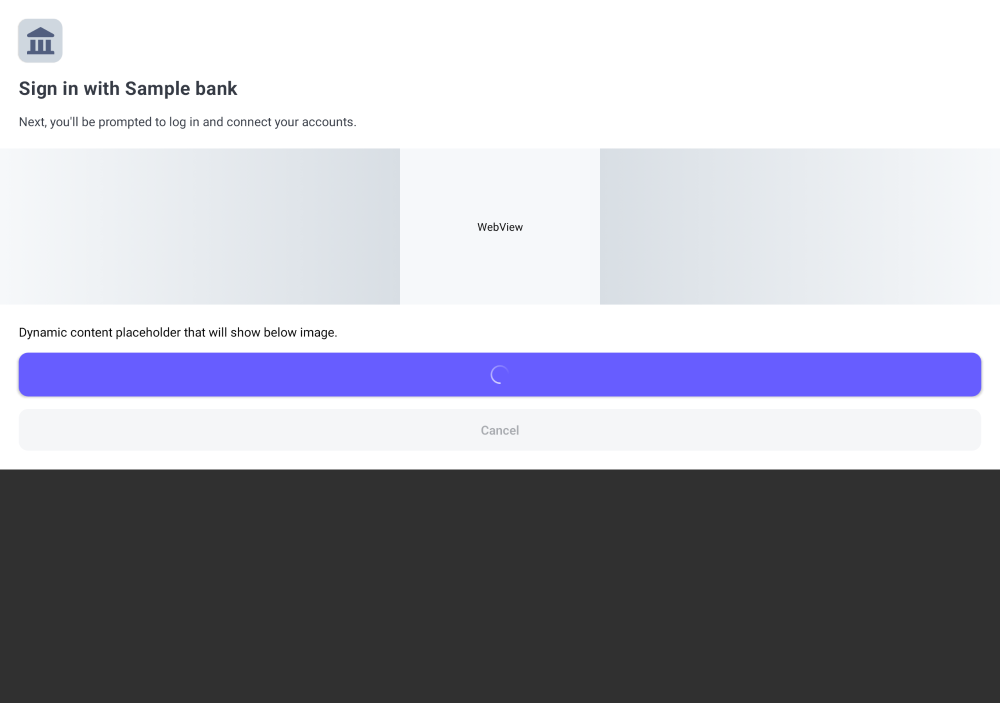 Sign in with Sample bank
Next, you'll be prompted to log in and connect your accounts.
WebView
Dynamic content placeholder that will show below image.
Cancel